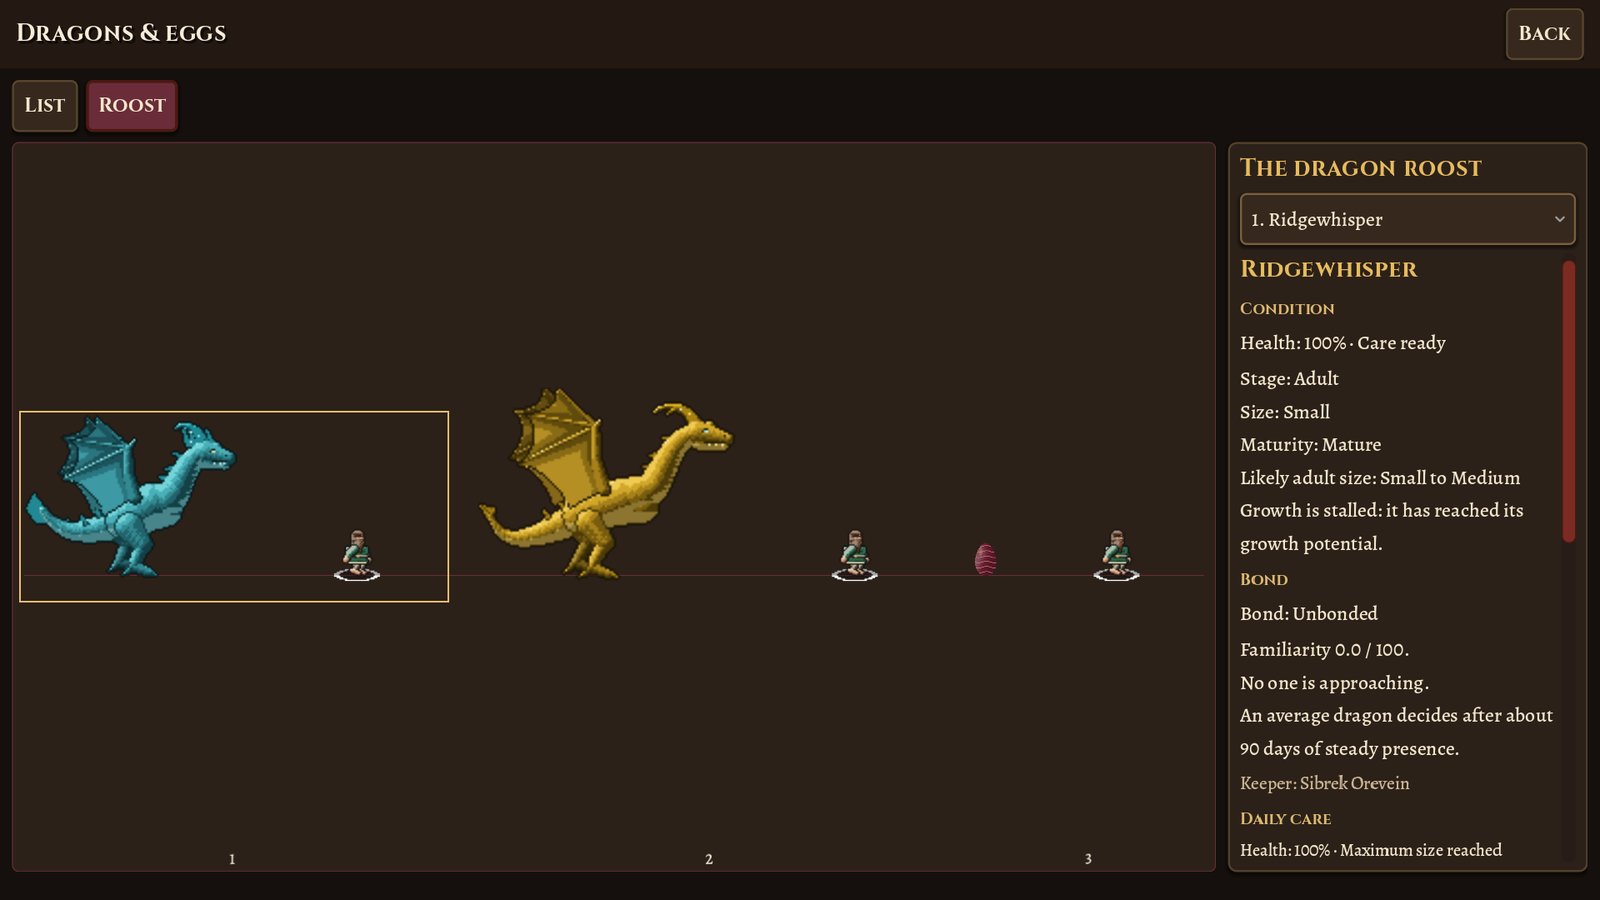 Dragons & eggs
Back
List
Roost
The dragon roost
1. Ridgewhisper
Ridgewhisper
Condition
Health: 100% · Care ready
Stage: Adult
Size: Small
Maturity: Mature
Likely adult size: Small to Medium
Growth is stalled: it has reached its
growth potential.
Bond
Bond: Unbonded
Familiarity 0.0 / 100.
No one is approaching.
An average dragon decides after about
90 days of steady presence.
Keeper: Sibrek Orevein
Daily care
Health: 100% · Maximum size reached
1
2
3